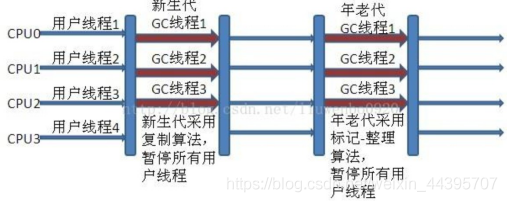 新生代
年老代
用户线程1
GC线程1
GC线程1
CPU0
用户线程2
GC线程2
GC线程2
CPU1
用户线程3
GC线程3
GC线程3
CPU2
用户线程4
CPU3
新生代采用
复制算法，
暂停所有用
户线程
年老代采用
标记-整理
算法，
暂停所有用
户线程